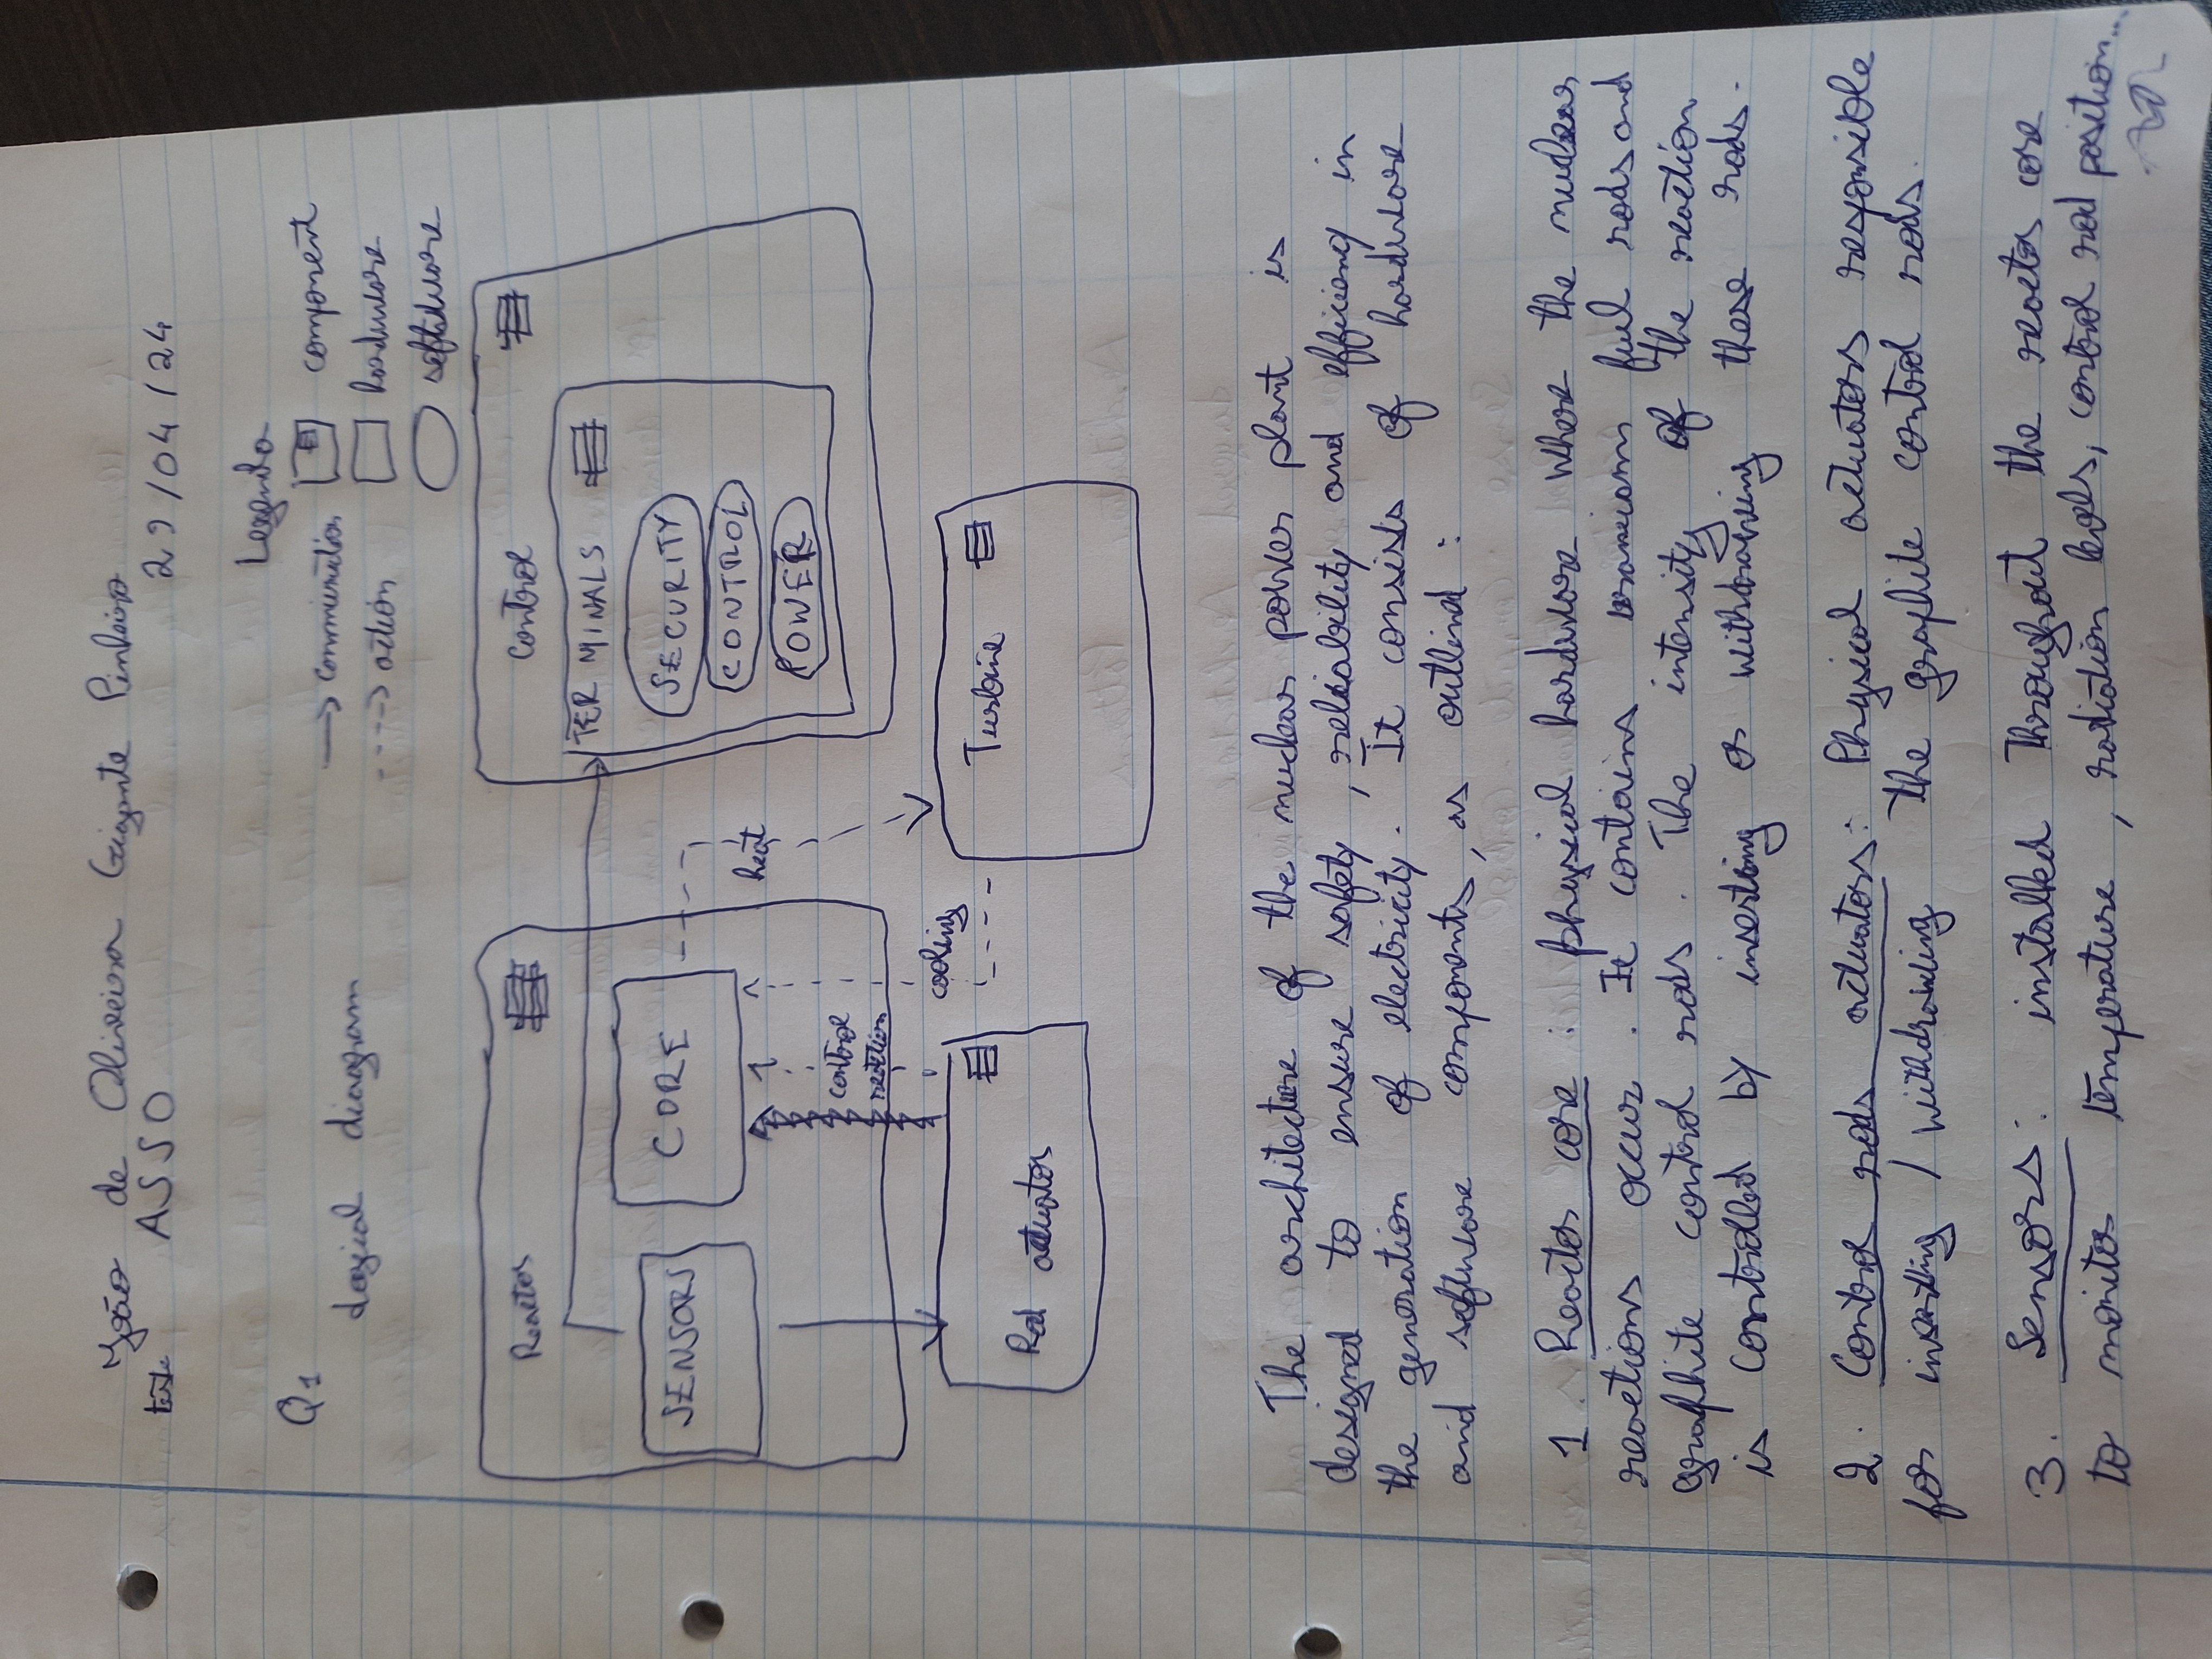 João de Oliveira Gigante Pinheiro
teste ASSO 29/04/24
Q1
Legenda
logical diagram
→ communication
component
---> action
hardware
software
Reactor
Control
TERMINALS
SENSORS
CORE
SECURITY
CONTROL
POWER
heat
control
reaction
cooling
Rod actuator
Turbine
The architecture of the nuclear power plant is
designed to ensure safety, reliability and efficiency in
the generation of electricity. It consists of hardware
and software components, as outlined:
1. Reactor core: physical hardware where the nuclear
reactions occur. It contains uranium fuel rods and
graphite control rods. The intensity of the reaction
is controlled by inserting or withdrawing these rods.
2. Control rods actuators: Physical actuators responsible
for inserting / withdrawing the graphite control rods.
3. Sensors: installed throughout the reactor core
to monitor temperature, radiation levels, control rod position...